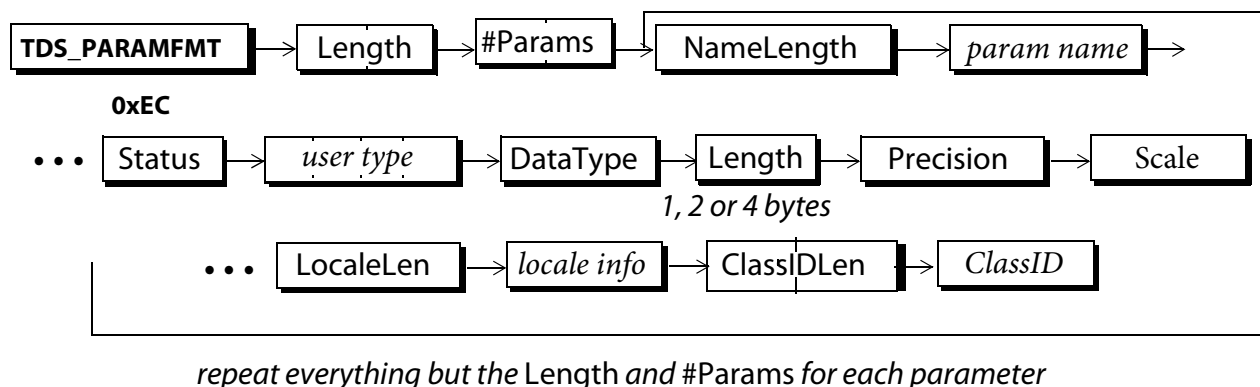 TDS_PARAMFMT Length #Params NameLength param name
0xEC
... Status user type DataType Length Precision Scale
1, 2 or 4 bytes
... LocaleLen locale info ClassIDLen ClassID
repeat everything but the Length and #Params for each parameter